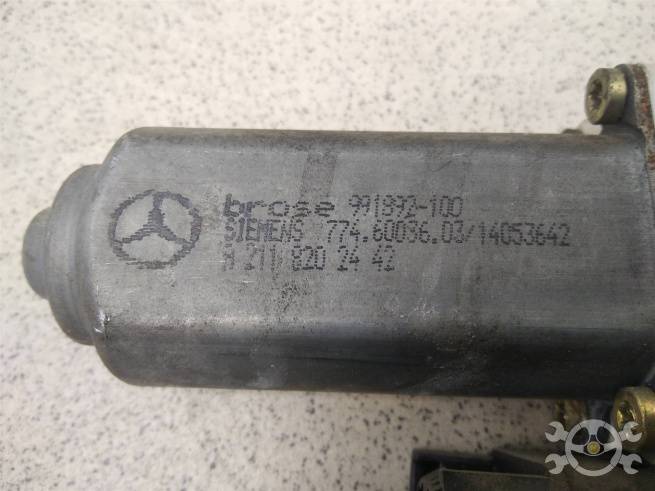 brose 991892-100
SIEMENS 774.60036.03/14053642
A 211 820 24 42